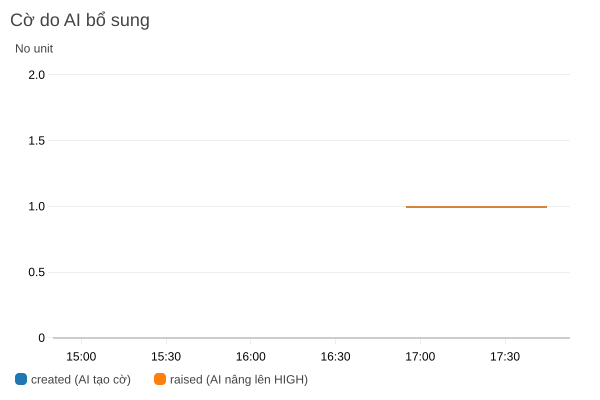 Cờ do AI bổ sung
No unit
2.0
1.5
1.0
0.5
0
15:00 15:30 16:00 16:30 17:00 17:30
created (AI tạo cờ) raised (AI nâng lên HIGH)